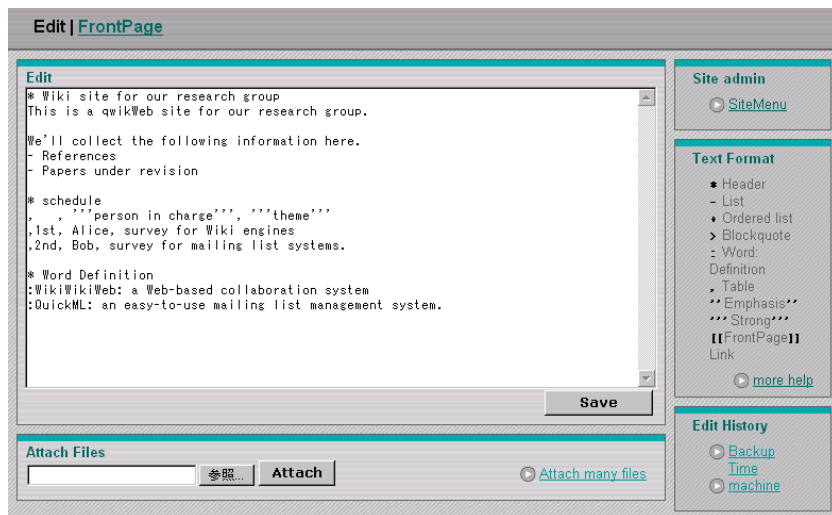 Edit | FrontPage
Edit
* Wiki site for our research group
This is a qwikWeb site for our research group.
We'll collect the following information here.
- References
- Papers under revision
* schedule
,   , '''person in charge''', '''theme'''
,1st, Alice, survey for Wiki engines
,2nd, Bob, survey for mailing list systems.
* Word Definition
:WikiWikiWeb: a Web-based collaboration system
:QuickML: an easy-to-use mailing list management system.
Save
Attach Files
参照... Attach
Attach many files
Site admin
SiteMenu
Text Format
* Header
- List
+ Ordered list
> Blockquote
: Word:
Definition
, Table
'' Emphasis''
''' Strong'''
[[FrontPage]]
Link
more help
Edit History
Backup
Time
machine